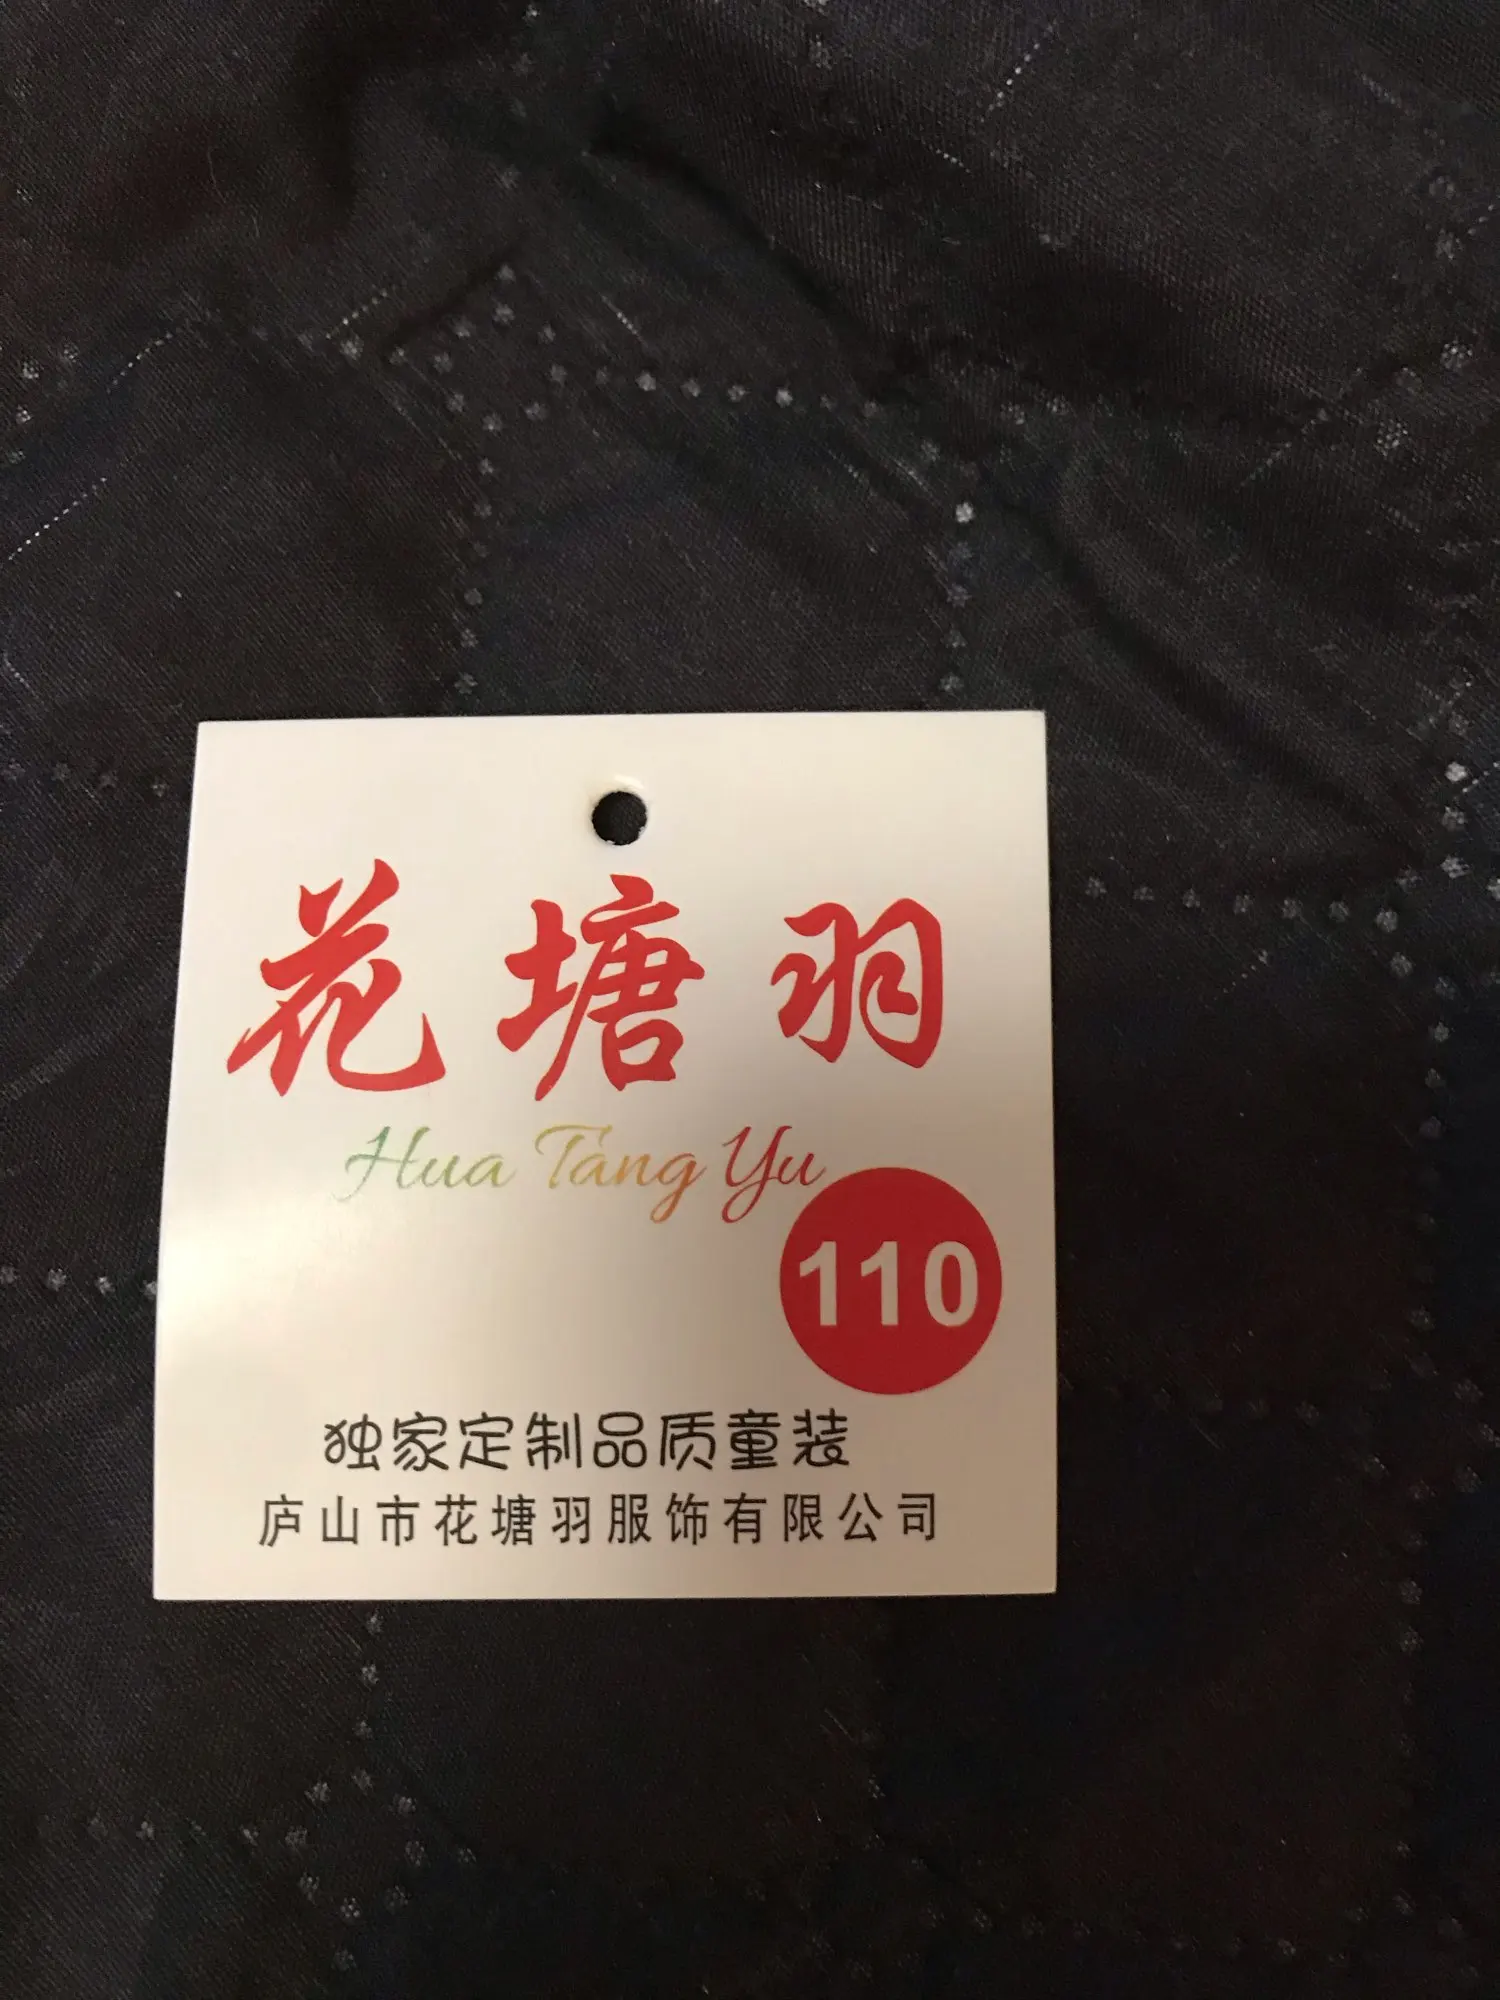 花塘羽
Hua Tang Yu
110
独家定制品质童装
庐山市花塘羽服饰有限公司